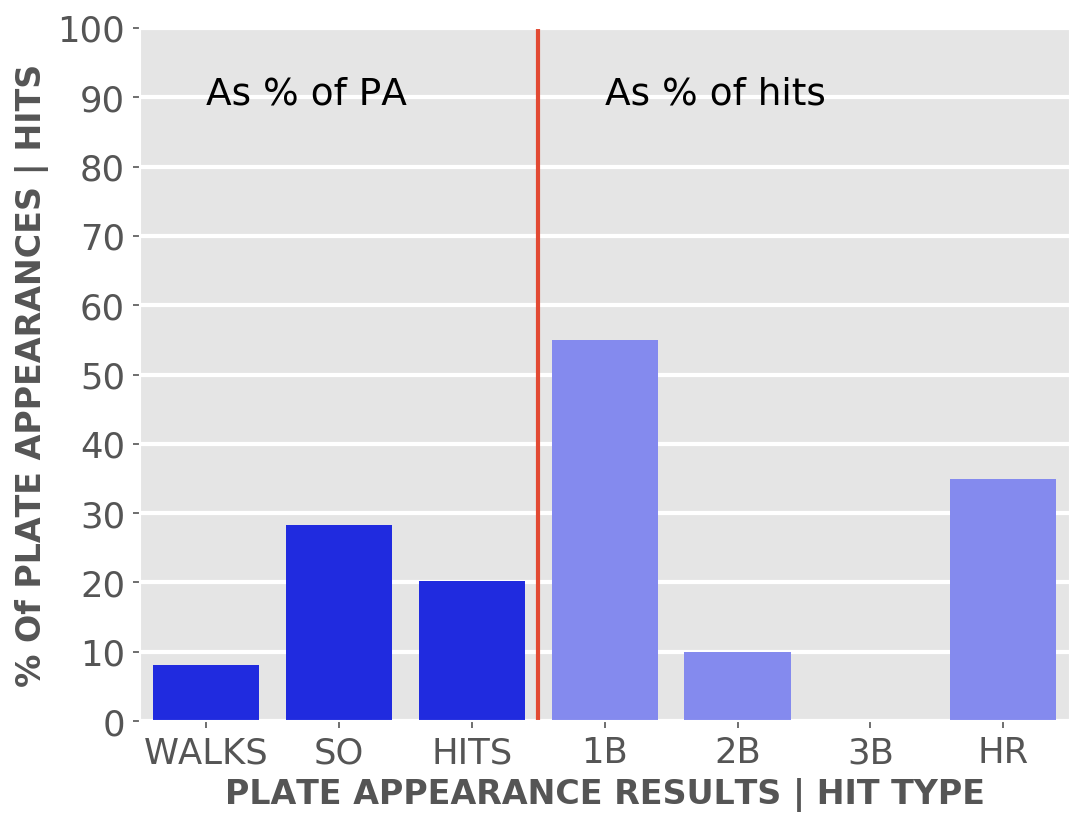 100
90
80
70
60
50
40
30
20
10
0
% Of PLATE APPEARANCES | HITS
As % of PA
As % of hits
WALKS SO HITS 1B 2B 3B HR
PLATE APPEARANCE RESULTS | HIT TYPE